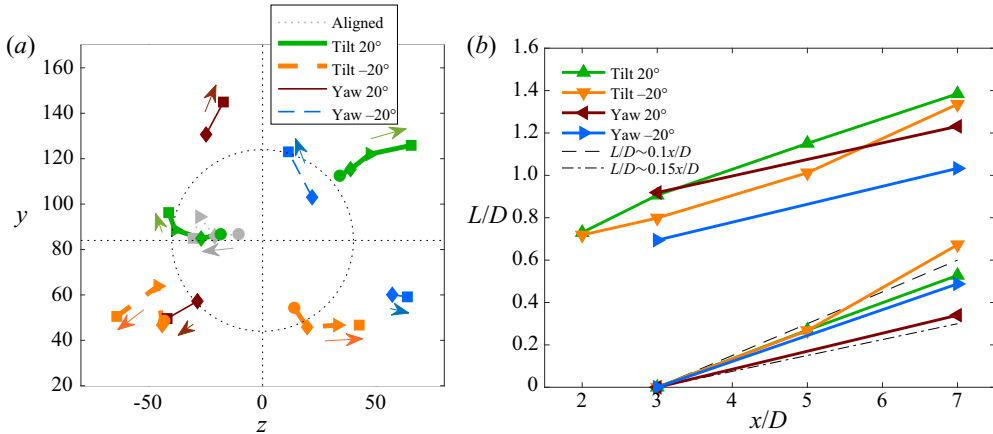 (a)
Aligned
Tilt 20°
Tilt –20°
Yaw 20°
Yaw –20°
160
140
120
100
80
60
40
20
y
-50
0
50
z
(b)
1.6
1.4
1.2
1.0
0.8
0.6
0.4
0.2
0
L/D
Tilt 20°
Tilt –20°
Yaw 20°
Yaw –20°
L/D~0.1x/D
L/D~0.15x/D
2
3
4
5
6
7
x/D